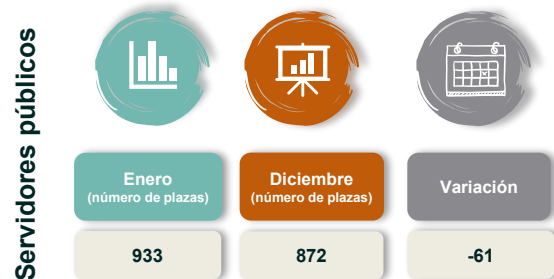 Servidores públicos
Enero
(número de plazas)
Diciembre
(número de plazas)
Variación
933
872
-61